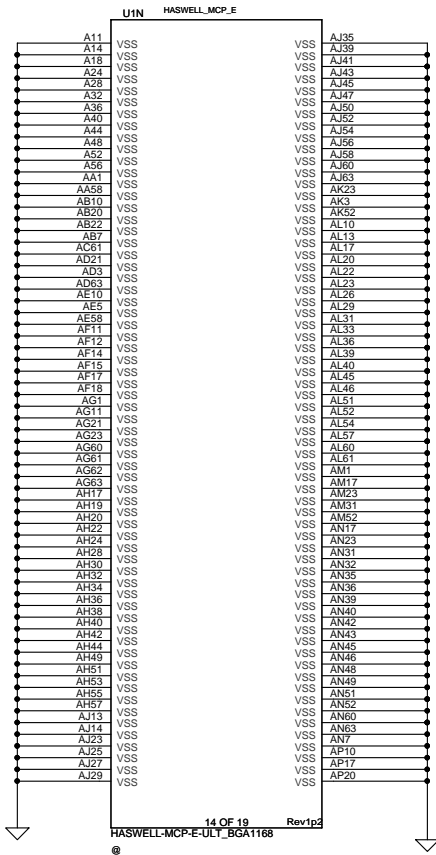 U1N HASWELL_MCP_E
A11 VSS VSS AJ35
A14 VSS VSS AJ39
A18 VSS VSS AJ41
A24 VSS VSS AJ43
A28 VSS VSS AJ45
A32 VSS VSS AJ47
A36 VSS VSS AJ50
A40 VSS VSS AJ52
A44 VSS VSS AJ54
A48 VSS VSS AJ56
A52 VSS VSS AJ58
A56 VSS VSS AJ60
AA1 VSS VSS AJ63
AA58 VSS VSS AK23
AB10 VSS VSS AK3
AB20 VSS VSS AK52
AB22 VSS VSS AL10
AB7 VSS VSS AL13
AC61 VSS VSS AL17
AD21 VSS VSS AL20
AD3 VSS VSS AL22
AD63 VSS VSS AL23
AE10 VSS VSS AL26
AE5 VSS VSS AL29
AE58 VSS VSS AL31
AF11 VSS VSS AL33
AF12 VSS VSS AL36
AF14 VSS VSS AL39
AF15 VSS VSS AL40
AF17 VSS VSS AL45
AF18 VSS VSS AL46
AG1 VSS VSS AL51
AG11 VSS VSS AL52
AG21 VSS VSS AL54
AG23 VSS VSS AL57
AG60 VSS VSS AL60
AG61 VSS VSS AL61
AG62 VSS VSS AM1
AG63 VSS VSS AM17
AH17 VSS VSS AM23
AH19 VSS VSS AM31
AH20 VSS VSS AM52
AH22 VSS VSS AN17
AH24 VSS VSS AN23
AH28 VSS VSS AN31
AH30 VSS VSS AN32
AH32 VSS VSS AN35
AH34 VSS VSS AN36
AH36 VSS VSS AN39
AH38 VSS VSS AN40
AH40 VSS VSS AN42
AH42 VSS VSS AN43
AH44 VSS VSS AN45
AH49 VSS VSS AN46
AH51 VSS VSS AN48
AH53 VSS VSS AN49
AH55 VSS VSS AN51
AH57 VSS VSS AN52
AJ13 VSS VSS AN60
AJ14 VSS VSS AN63
AJ23 VSS VSS AN7
AJ25 VSS VSS AP10
AJ27 VSS VSS AP17
AJ29 VSS VSS AP20
14 OF 19 Rev1p2
HASWELL-MCP-E-ULT_BGA1168
@